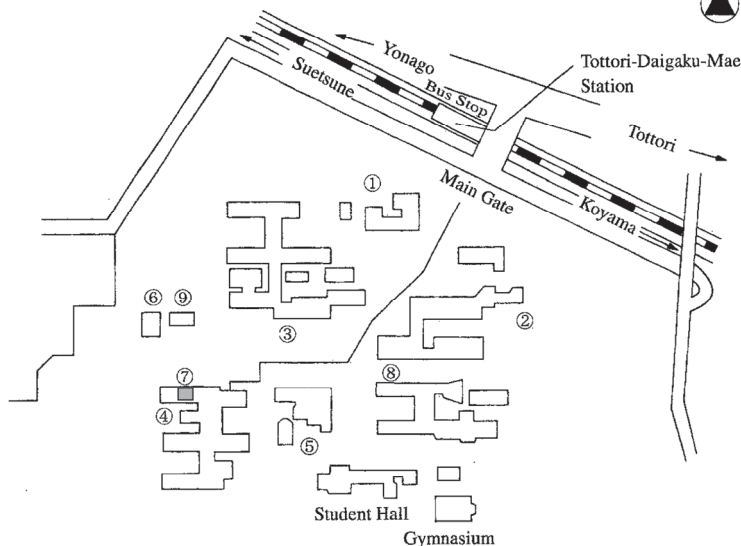 Yonago
Suetsune
Bus Stop
Tottori-Daigaku-Mae
Station
Tottori
Main Gate
Koyama
①
②
③
④
⑤
⑥
⑨
⑦
⑧
Student Hall
Gymnasium